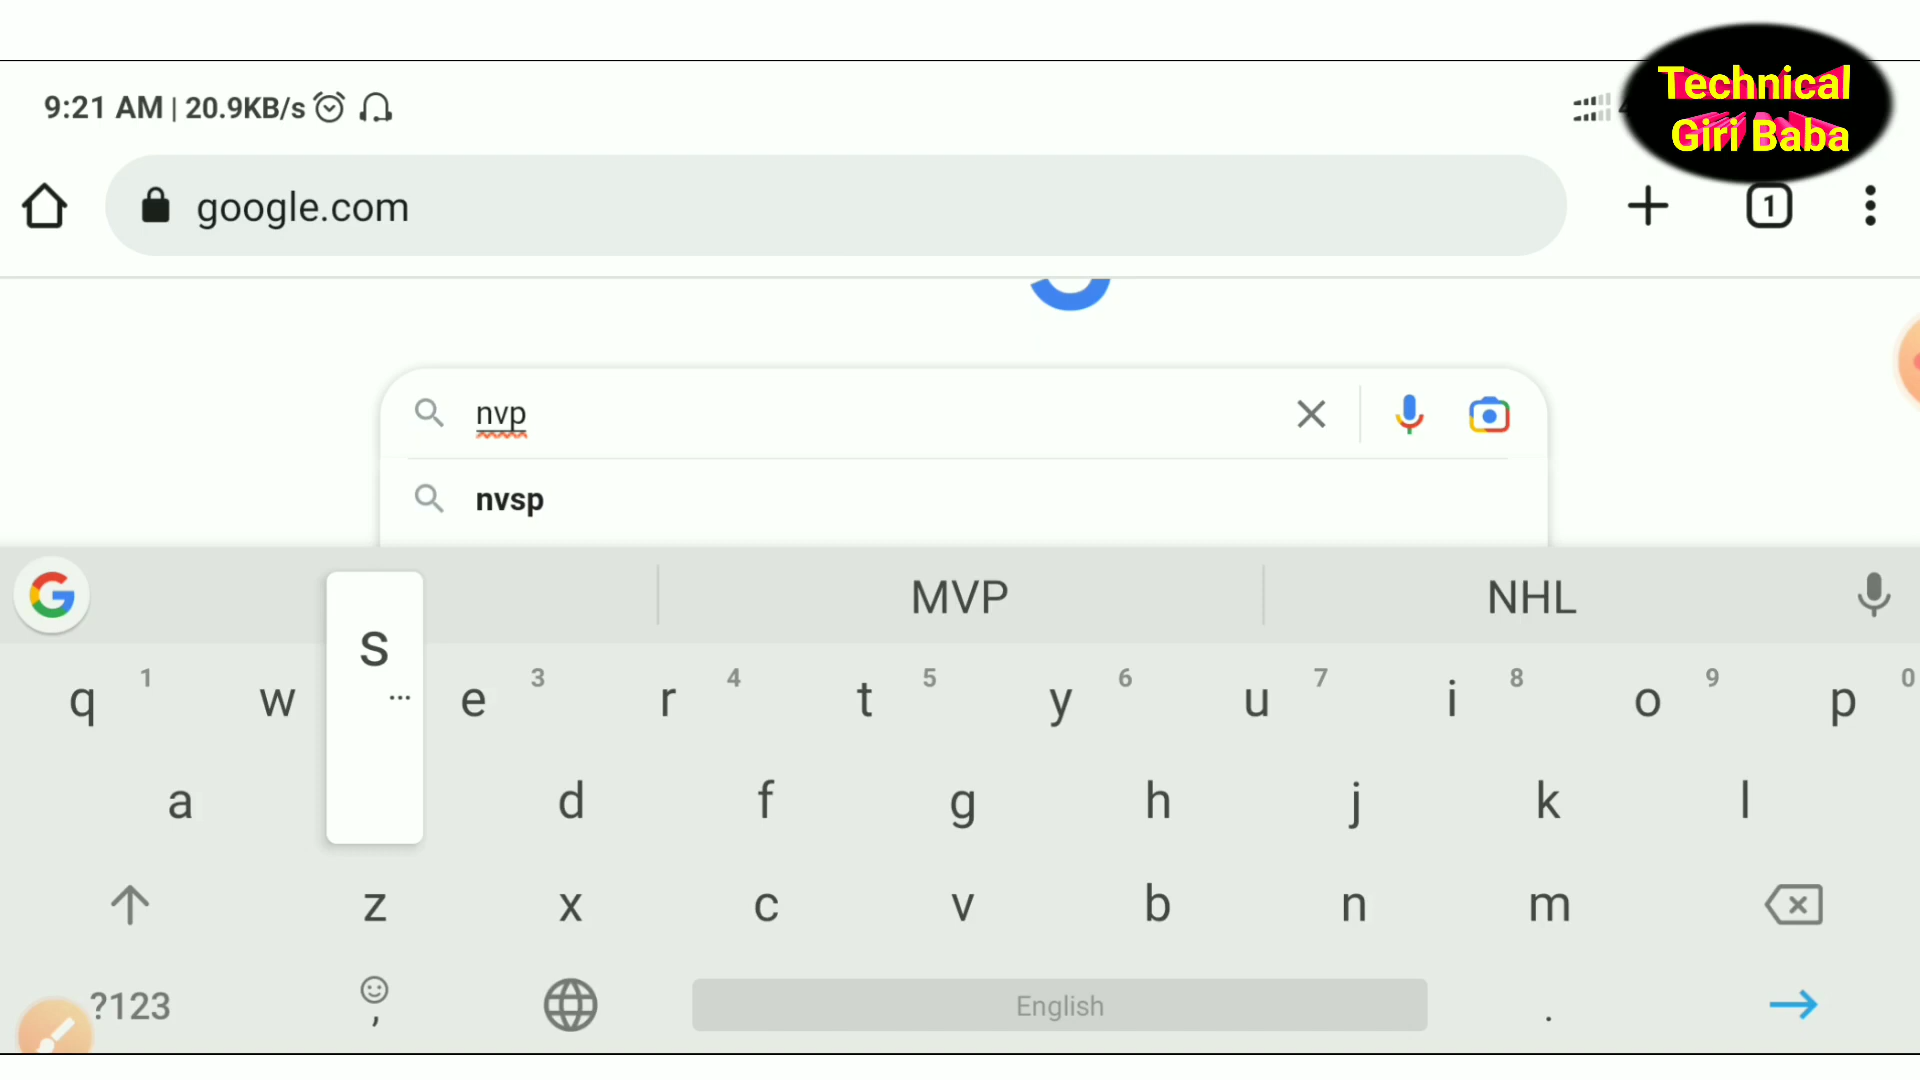 9:21 AM | 20.9KB/s
Technical
Giri Baba
google.com
1
nvp
nvsp
MVP
NHL
s
...
q 1 w e 3 r 4 t 5 y 6 u 7 i 8 o 9 p 0
a d f g h j k l
z x c v b n m
?123 , English .